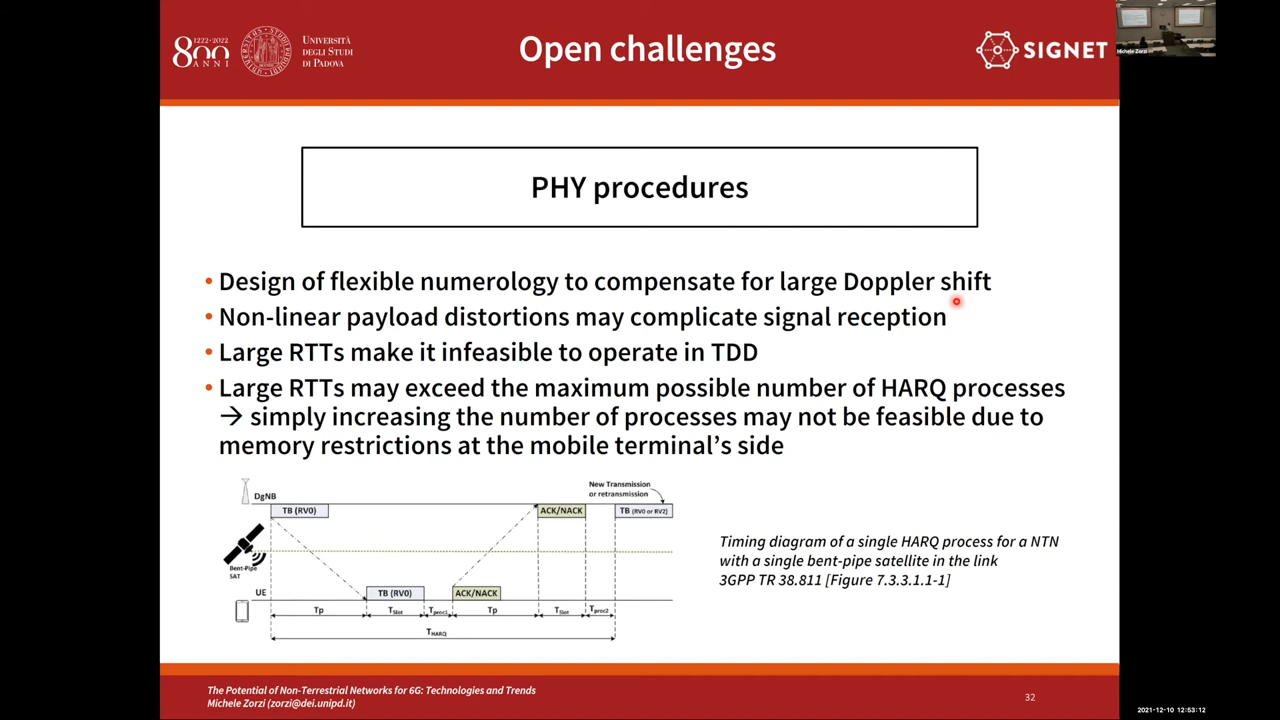 1222·2022
800
ANNI
UNIVERSITÀ
DEGLI STUDI
DI PADOVA
Open challenges
SIGNET
Michele Zorzi
PHY procedures
• Design of flexible numerology to compensate for large Doppler shift
• Non-linear payload distortions may complicate signal reception
• Large RTTs make it infeasible to operate in TDD
• Large RTTs may exceed the maximum possible number of HARQ processes
→ simply increasing the number of processes may not be feasible due to
memory restrictions at the mobile terminal’s side
New Transmission
or retransmission
DgNB
TB (RV0)
ACK/NACK
TB (RV0 or RV2)
Bent-Pipe
SAT
UE
TB (RV0)
ACK/NACK
Tp
TSlot
Tproc1
Tp
TSlot
Tproc2
THARQ
Timing diagram of a single HARQ process for a NTN
with a single bent-pipe satellite in the link
3GPP TR 38.811 [Figure 7.3.3.1.1-1]
The Potential of Non-Terrestrial Networks for 6G: Technologies and Trends
Michele Zorzi (zorzi@dei.unipd.it)
32
2021-12-10 12:53:12